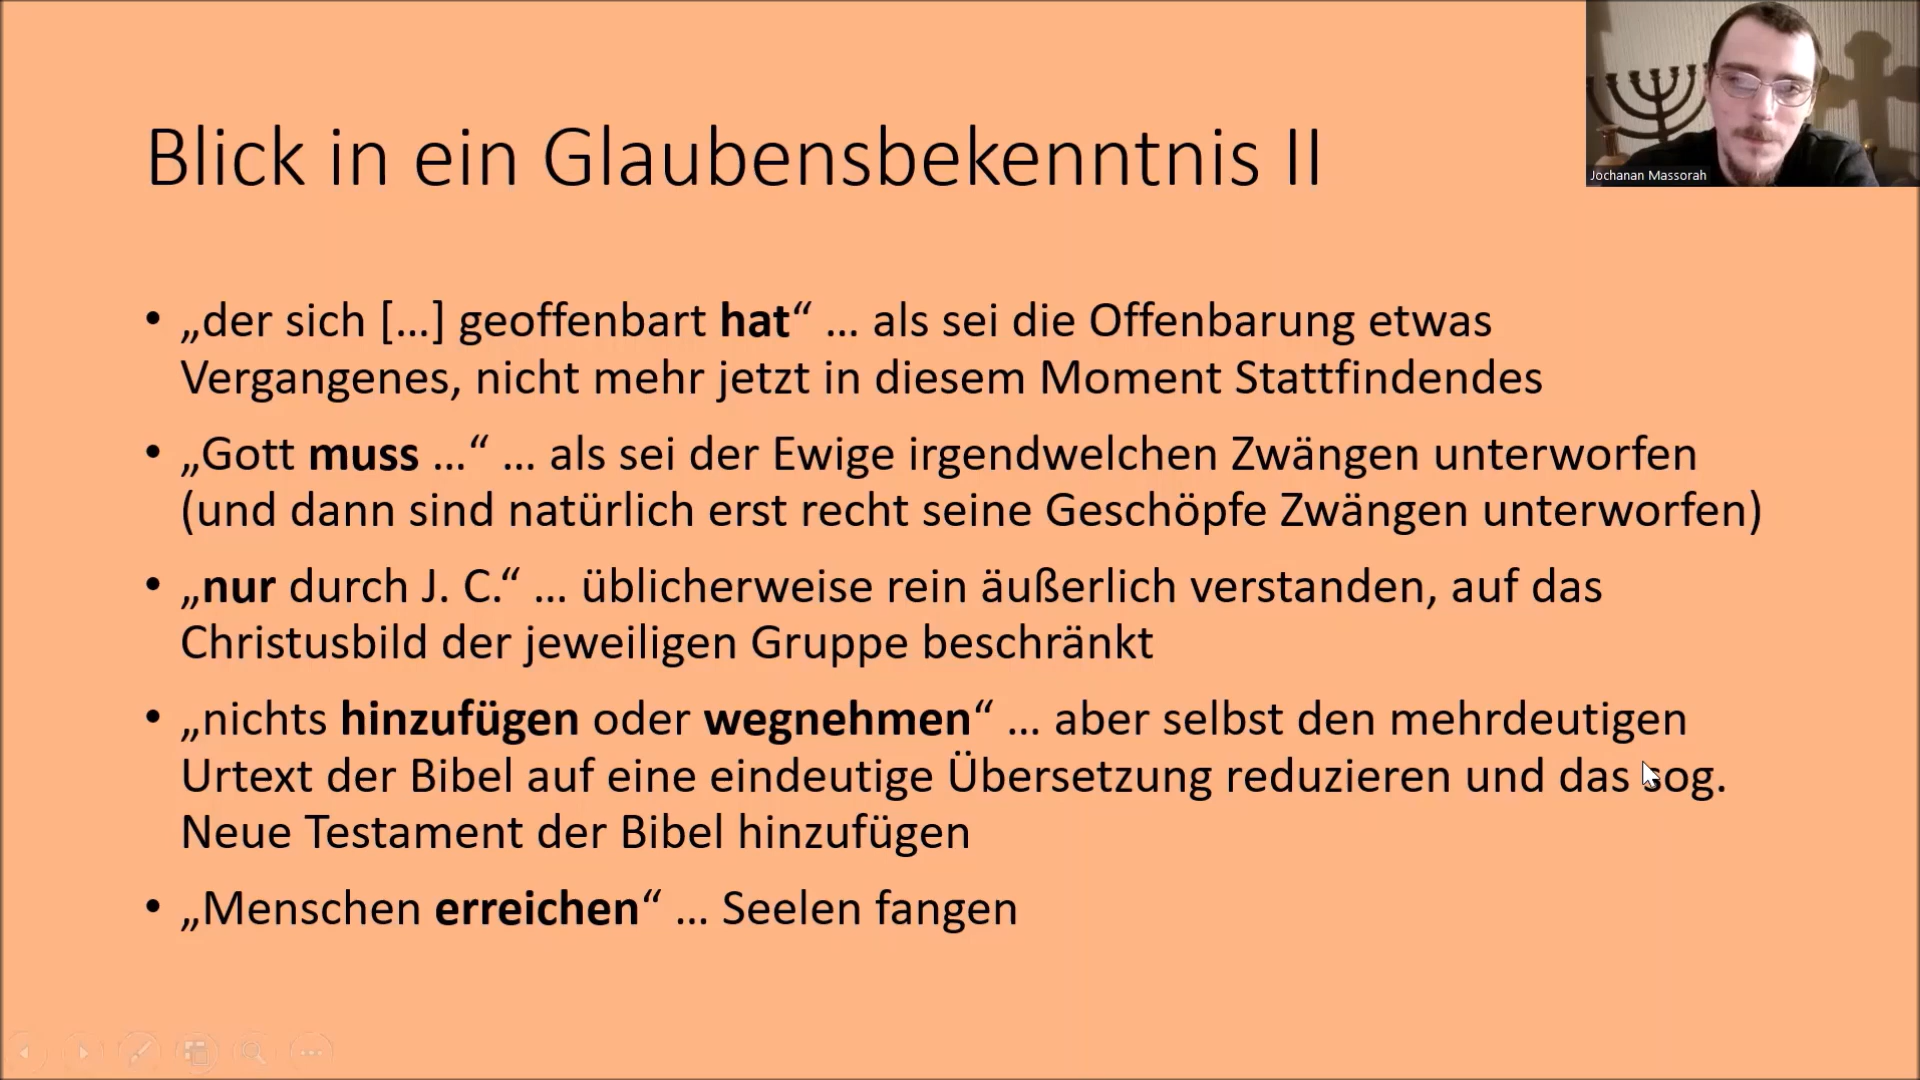 Blick in ein Glaubensbekenntnis II
Jochanan Massorah
• „der sich […] geoffenbart hat“ … als sei die Offenbarung etwas
Vergangenes, nicht mehr jetzt in diesem Moment Stattfindendes
• „Gott muss …“ … als sei der Ewige irgendwelchen Zwängen unterworfen
(und dann sind natürlich erst recht seine Geschöpfe Zwängen unterworfen)
• „nur durch J. C.“ … üblicherweise rein äußerlich verstanden, auf das
Christusbild der jeweiligen Gruppe beschränkt
• „nichts hinzufügen oder wegnehmen“ … aber selbst den mehrdeutigen
Urtext der Bibel auf eine eindeutige Übersetzung reduzieren und das sog.
Neue Testament der Bibel hinzufügen
• „Menschen erreichen“ … Seelen fangen